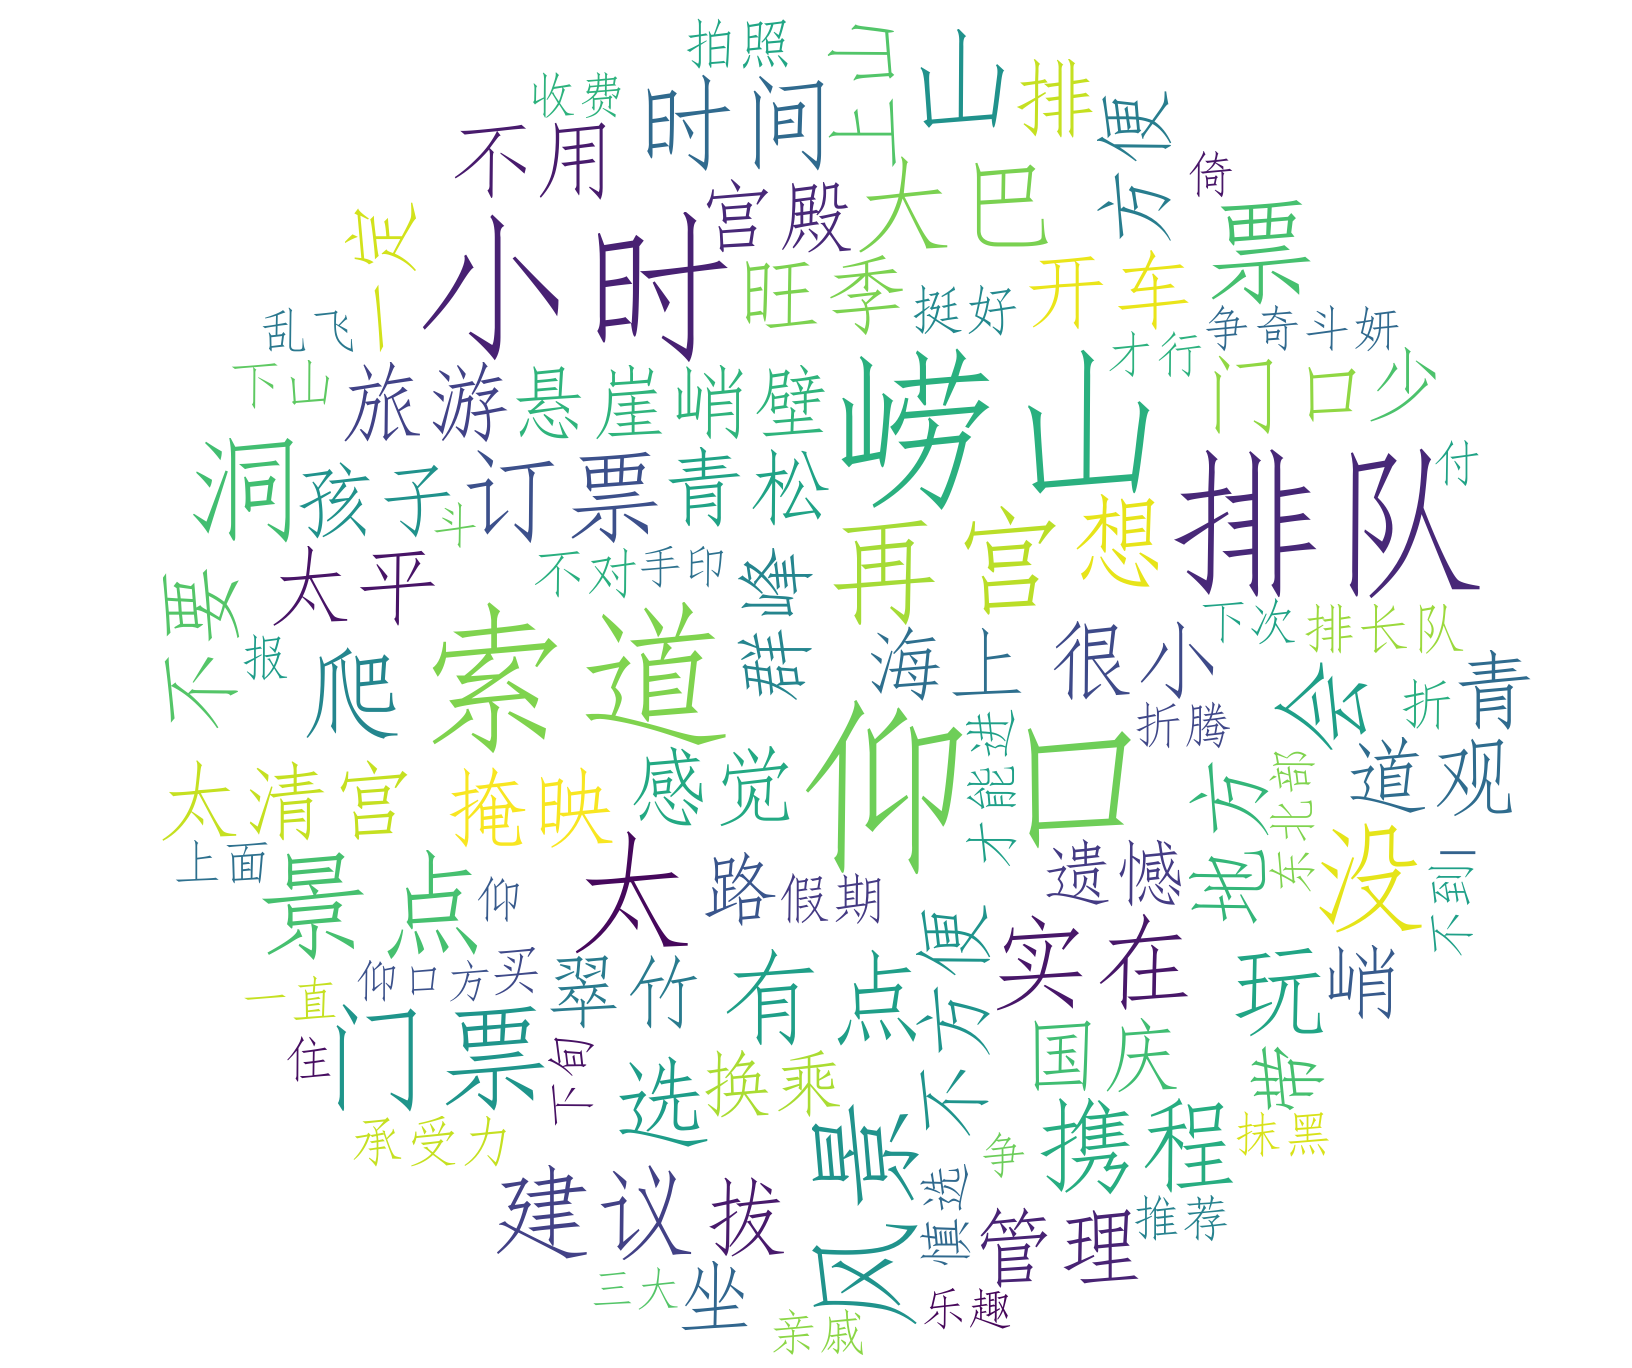 拍照
上山
山
排
收费
时间
方便
不用
宫殿
大巴
倚
一定
小时
票
旺季
开车
挺好
争奇斗妍
乱飞
才行
下山
旅游
悬崖峭壁
崂山
门口
少
洞
孩子
订票
青松
排队
付
斗
再
宫
想
太平
不对
手印
群峰
不要
索道
下次
排长队
报
爬
海上
很小
会
折
青
仰口
折腾
才能
进
太清宫
掩映
感觉
地方
东北部
道观
上面
景点
仰
太
路
假期
遗憾
没
不到
一直
仰口方
买
翠竹
有点
不方便
实在
玩
峭
住
门票
下旬
选
换乘
国庆
带
承受力
风景
争
携程
抹黑
建议
拔
慎选
管理
推荐
三大
坐
乐趣
亲戚